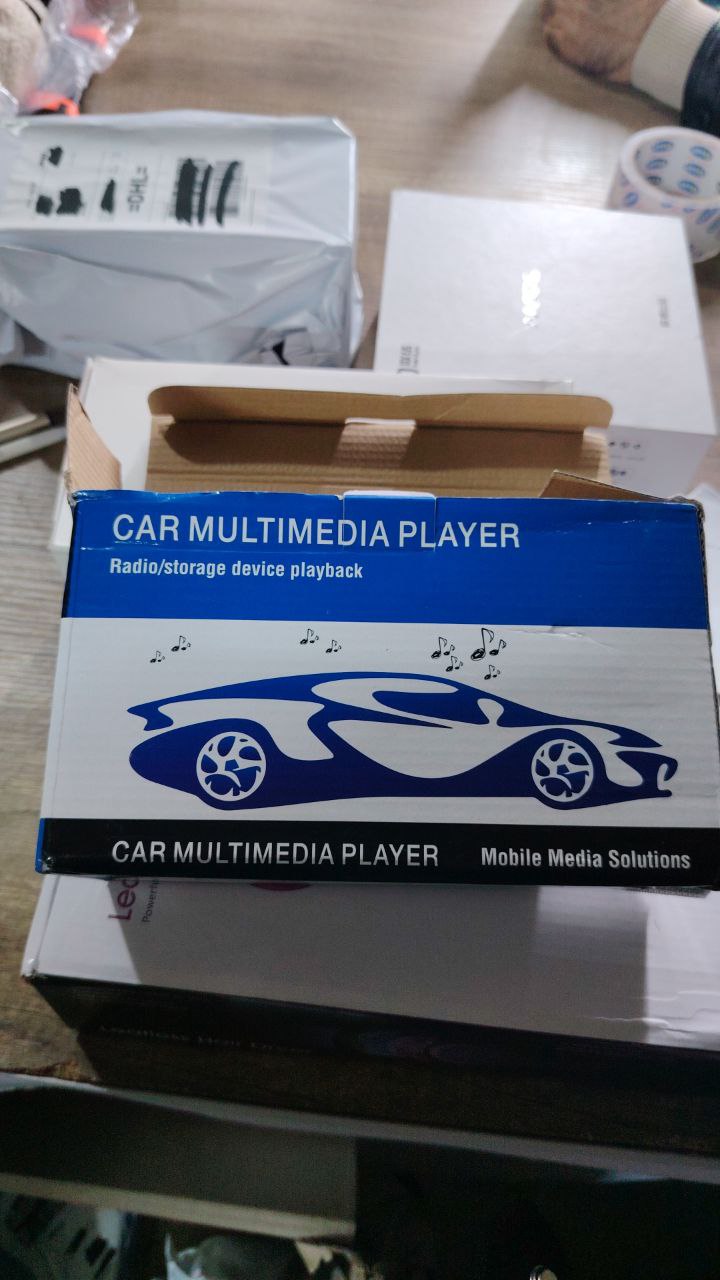 =DHL=
CAR MULTIMEDIA PLAYER
Radio/storage device playback
CAR MULTIMEDIA PLAYER
Mobile Media Solutions